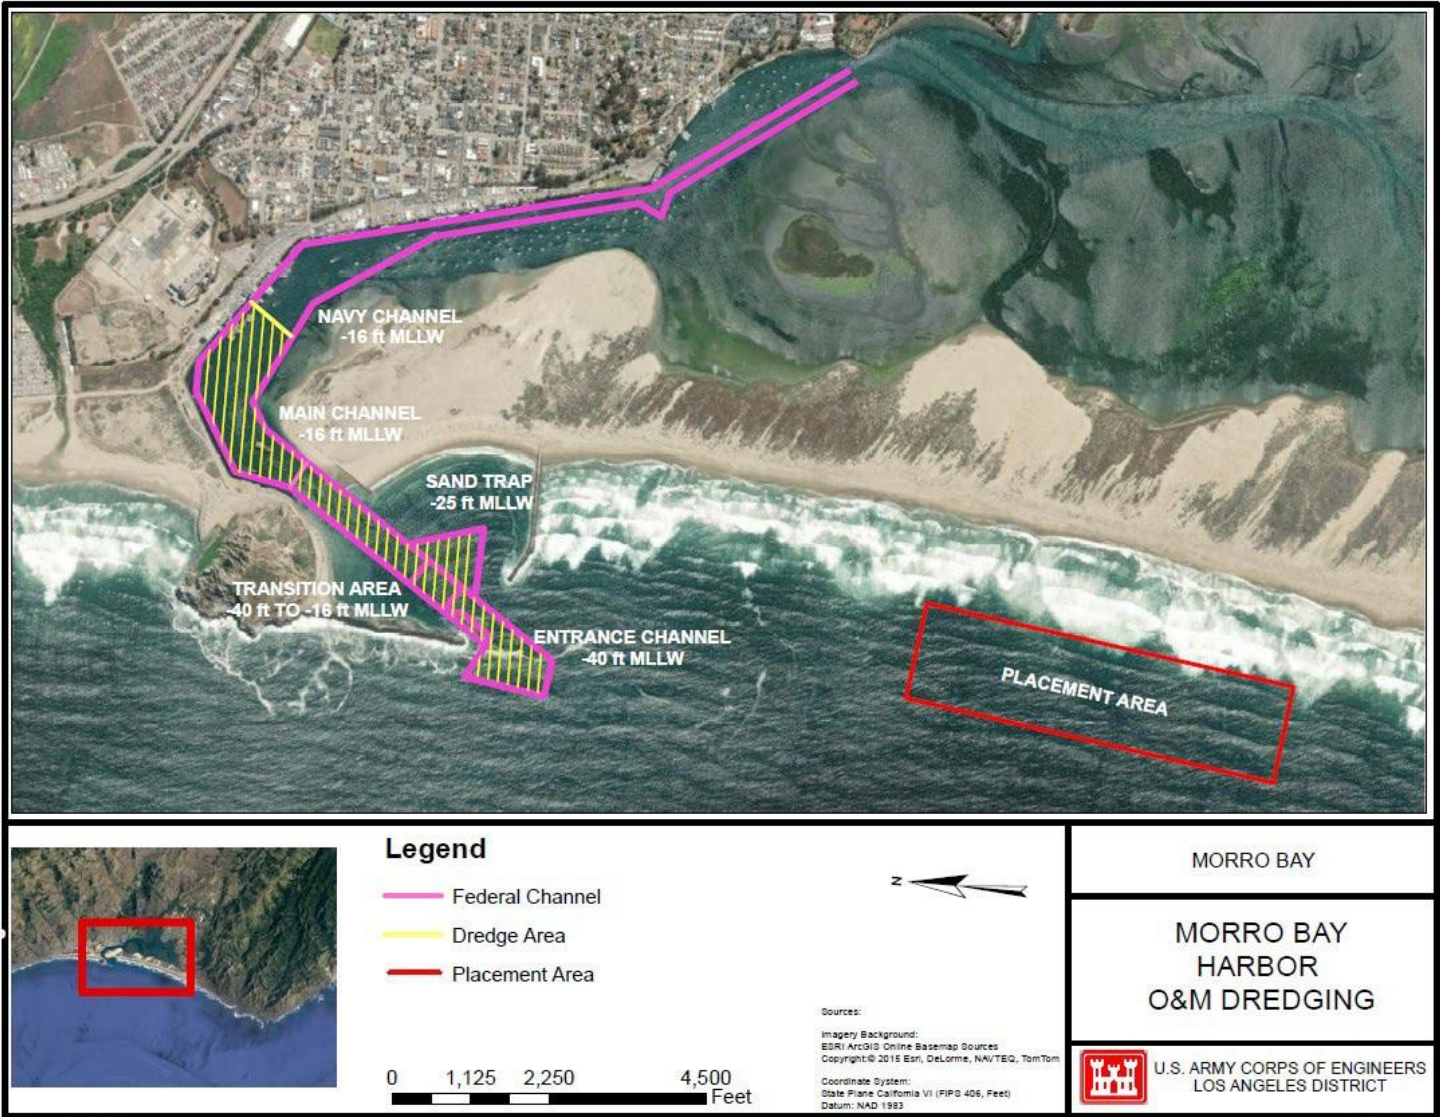 NAVY CHANNEL
-16 ft MLLW
MAIN CHANNEL
-16 ft MLLW
SAND TRAP
-25 ft MLLW
TRANSITION AREA
-40 ft TO -16 ft MLLW
ENTRANCE CHANNEL
-40 ft MLLW
PLACEMENT AREA
Legend
Federal Channel
Dredge Area
Placement Area
0 1,125 2,250 4,500
Feet
N
Sources:
Imagery Background:
ESRI ArcGIS Online Basemap Sources
Copyright:© 2015 Esri, DeLorme, NAVTEQ, TomTom
Coordinate System:
State Plane California VI (FIPS 406, Feet)
Datum: NAD 1983
MORRO BAY
MORRO BAY
HARBOR
O&M DREDGING
U.S. ARMY CORPS OF ENGINEERS
LOS ANGELES DISTRICT